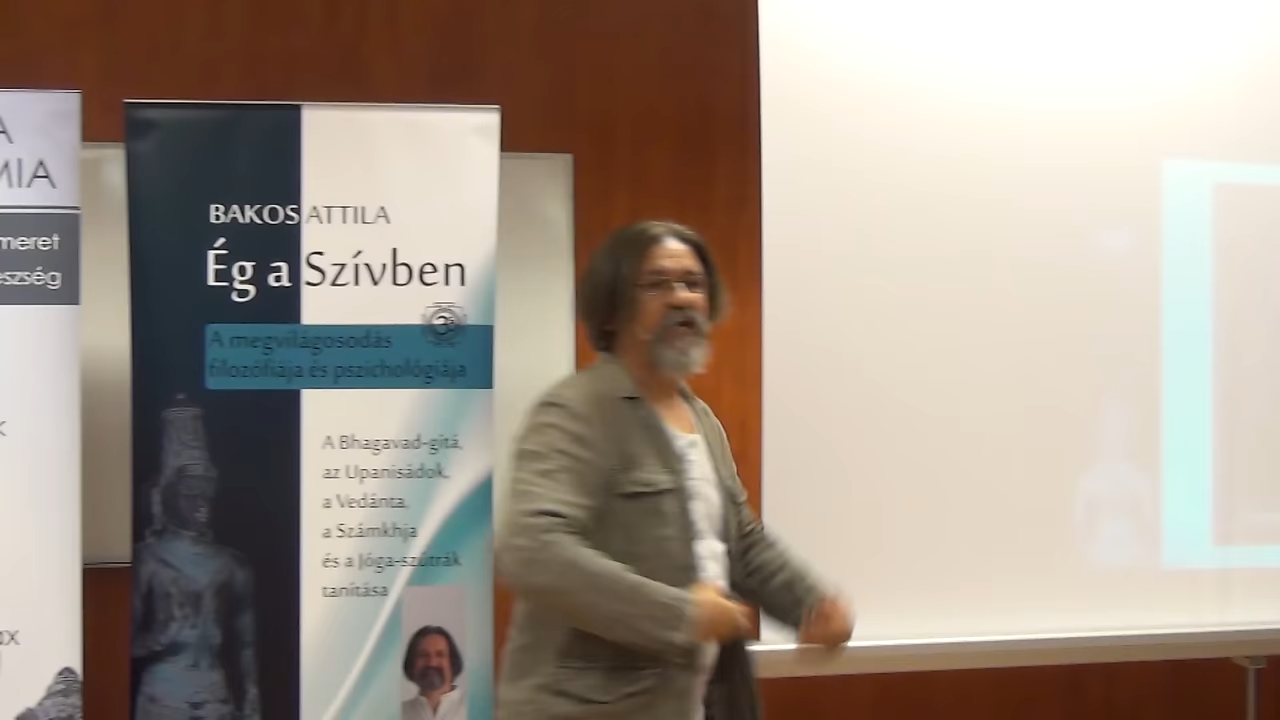 A
MIA
meret
eszség
BAKOS ATTILA
Ég a Szívben
A megvilágosodás
filozófiája és pszichológiája
A Bhagavad-gítá,
az Upanisádok,
a Vedánta,
a Számkhja
és a Jóga-szútrák
tanítása